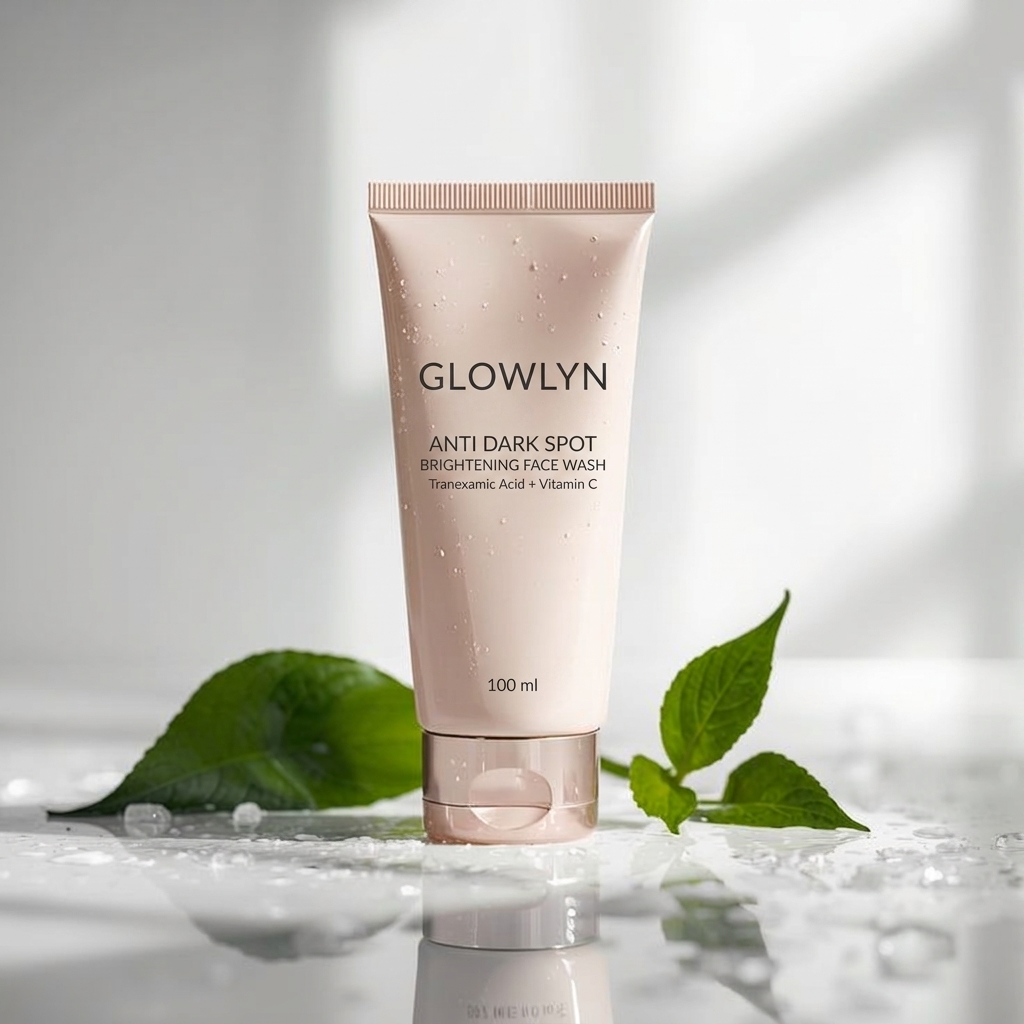 GLOWLYN
ANTI DARK SPOT
BRIGHTENING FACE WASH
Tranexamic Acid + Vitamin C
100 ml